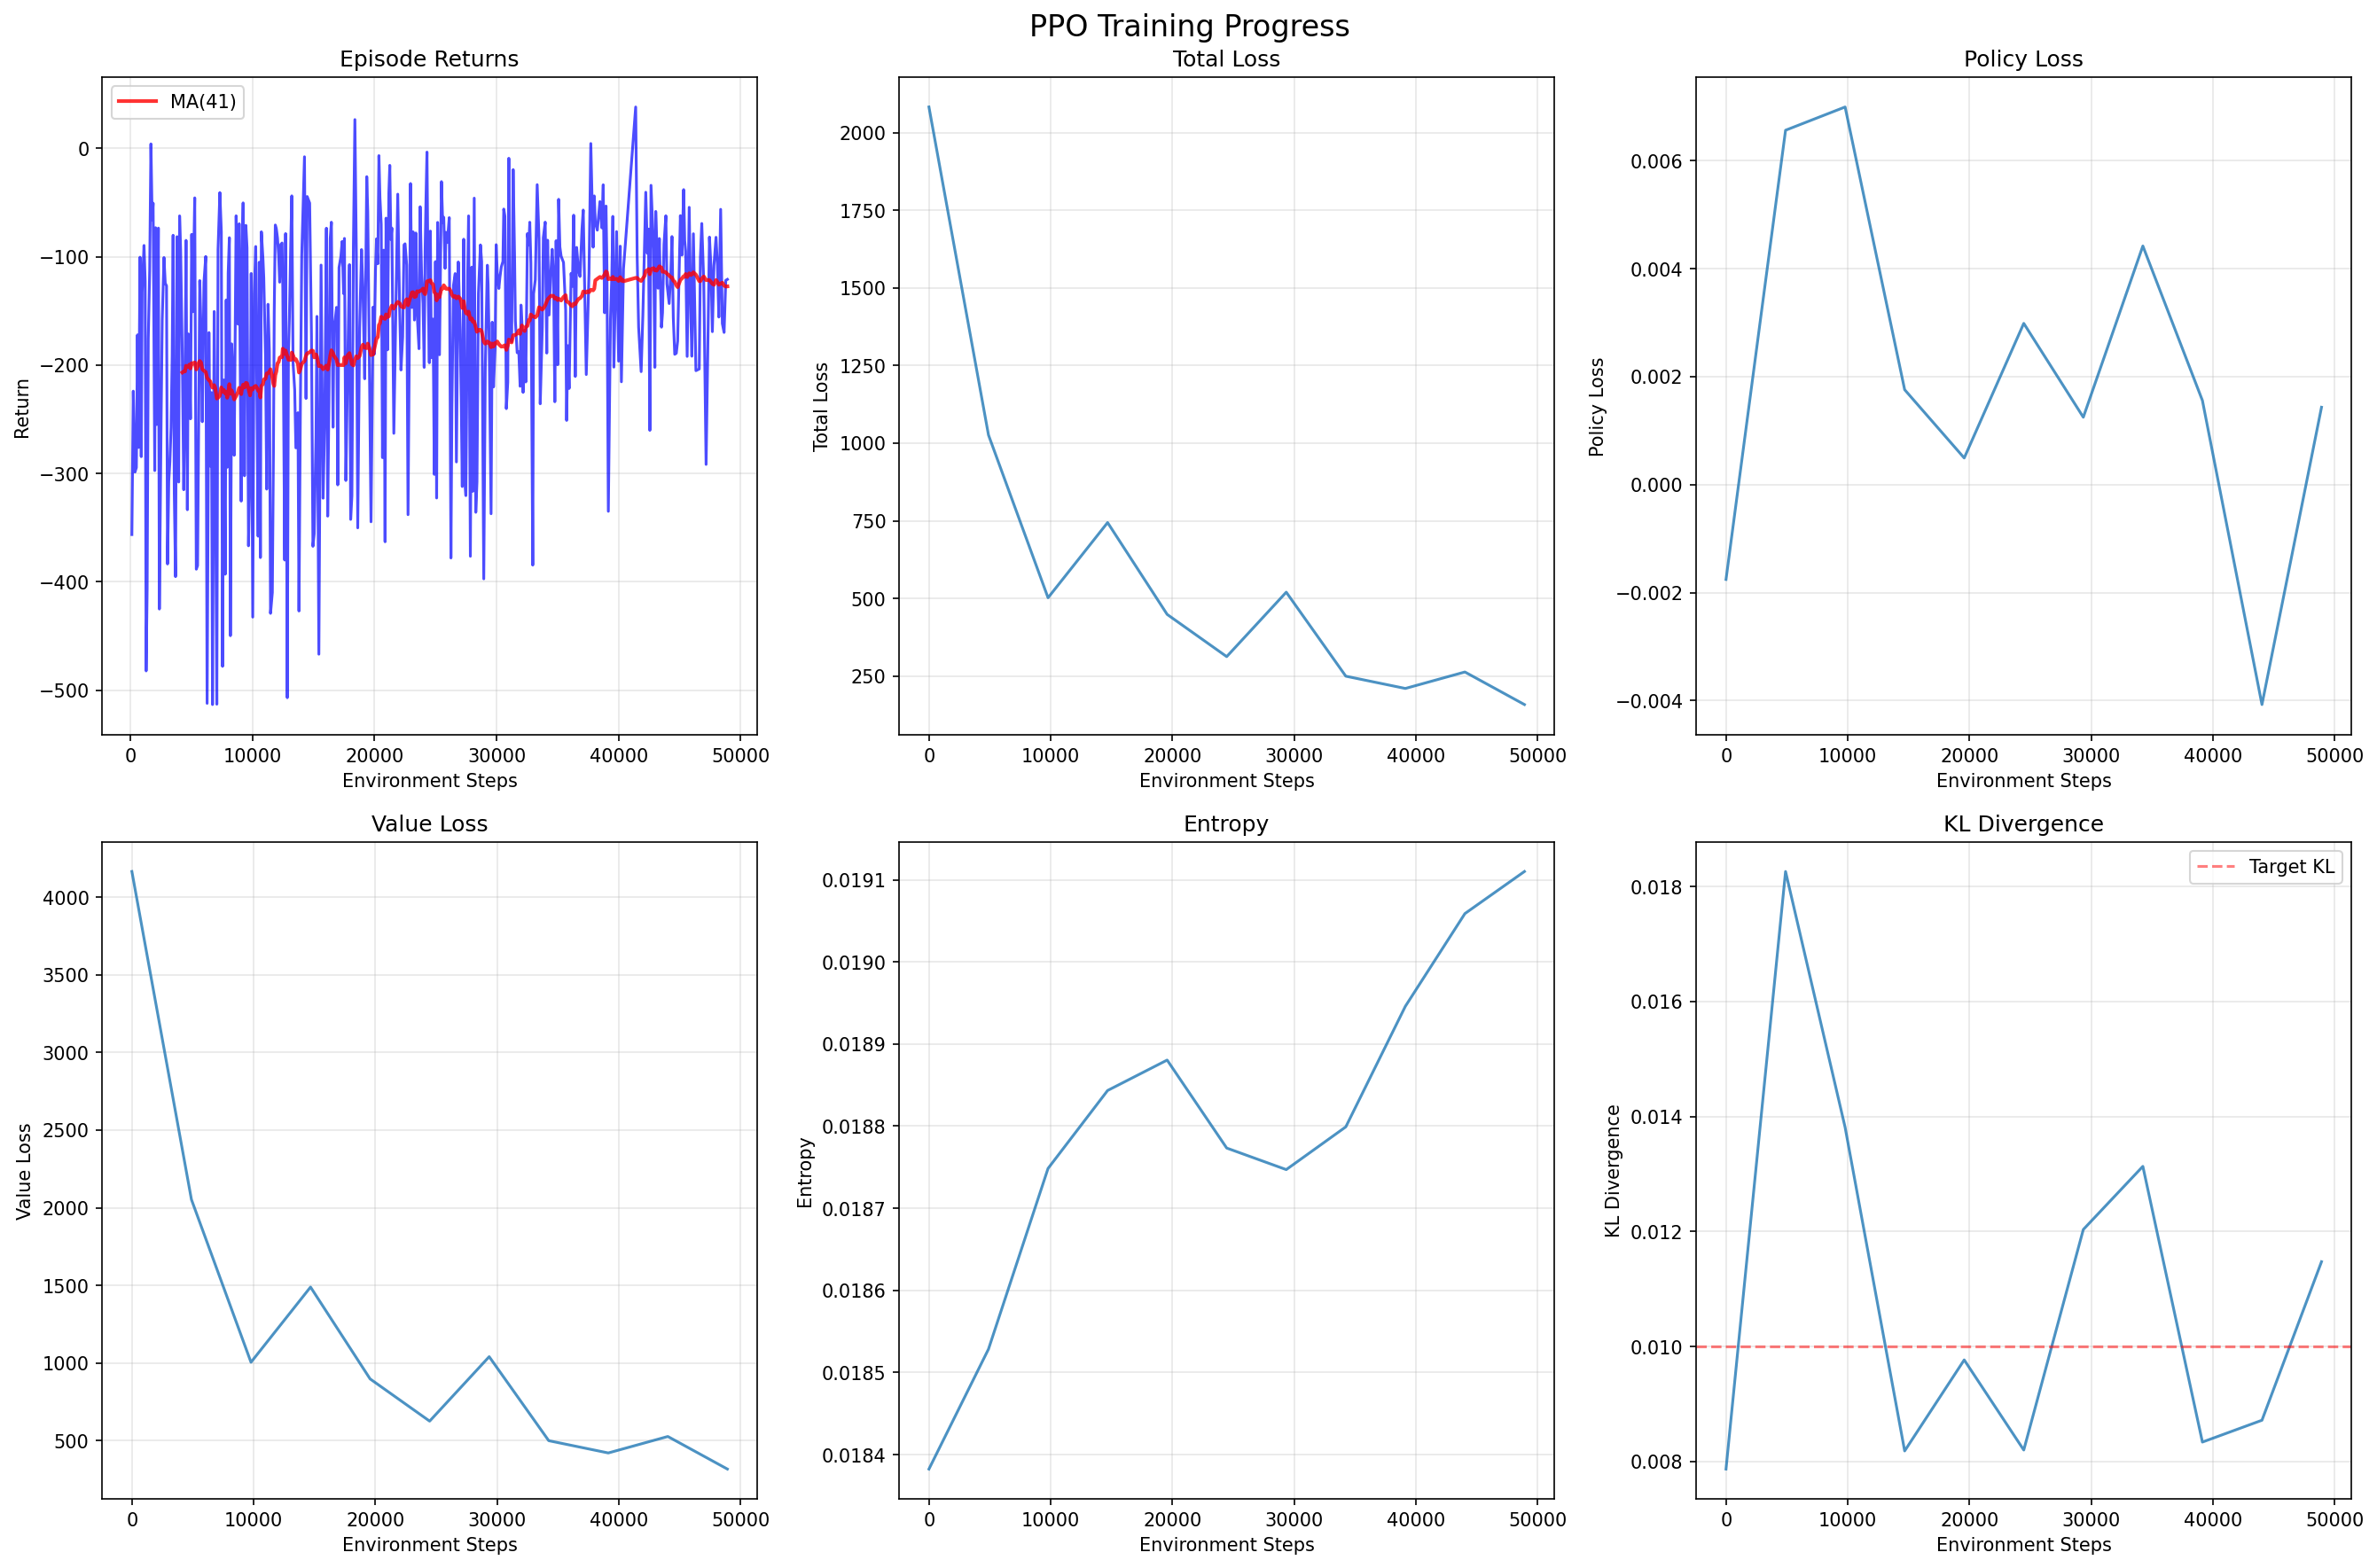 PPO Training Progress
Episode Returns
MA(41)
Return
0
−100
−200
−300
−400
−500
0 10000 20000 30000 40000 50000
Environment Steps
Total Loss
Total Loss
2000
1750
1500
1250
1000
750
500
250
0 10000 20000 30000 40000 50000
Environment Steps
Policy Loss
Policy Loss
0.006
0.004
0.002
0.000
−0.002
−0.004
0 10000 20000 30000 40000 50000
Environment Steps
Value Loss
Value Loss
4000
3500
3000
2500
2000
1500
1000
500
0 10000 20000 30000 40000 50000
Environment Steps
Entropy
Entropy
0.0191
0.0190
0.0189
0.0188
0.0187
0.0186
0.0185
0.0184
0 10000 20000 30000 40000 50000
Environment Steps
KL Divergence
Target KL
KL Divergence
0.018
0.016
0.014
0.012
0.010
0.008
0 10000 20000 30000 40000 50000
Environment Steps